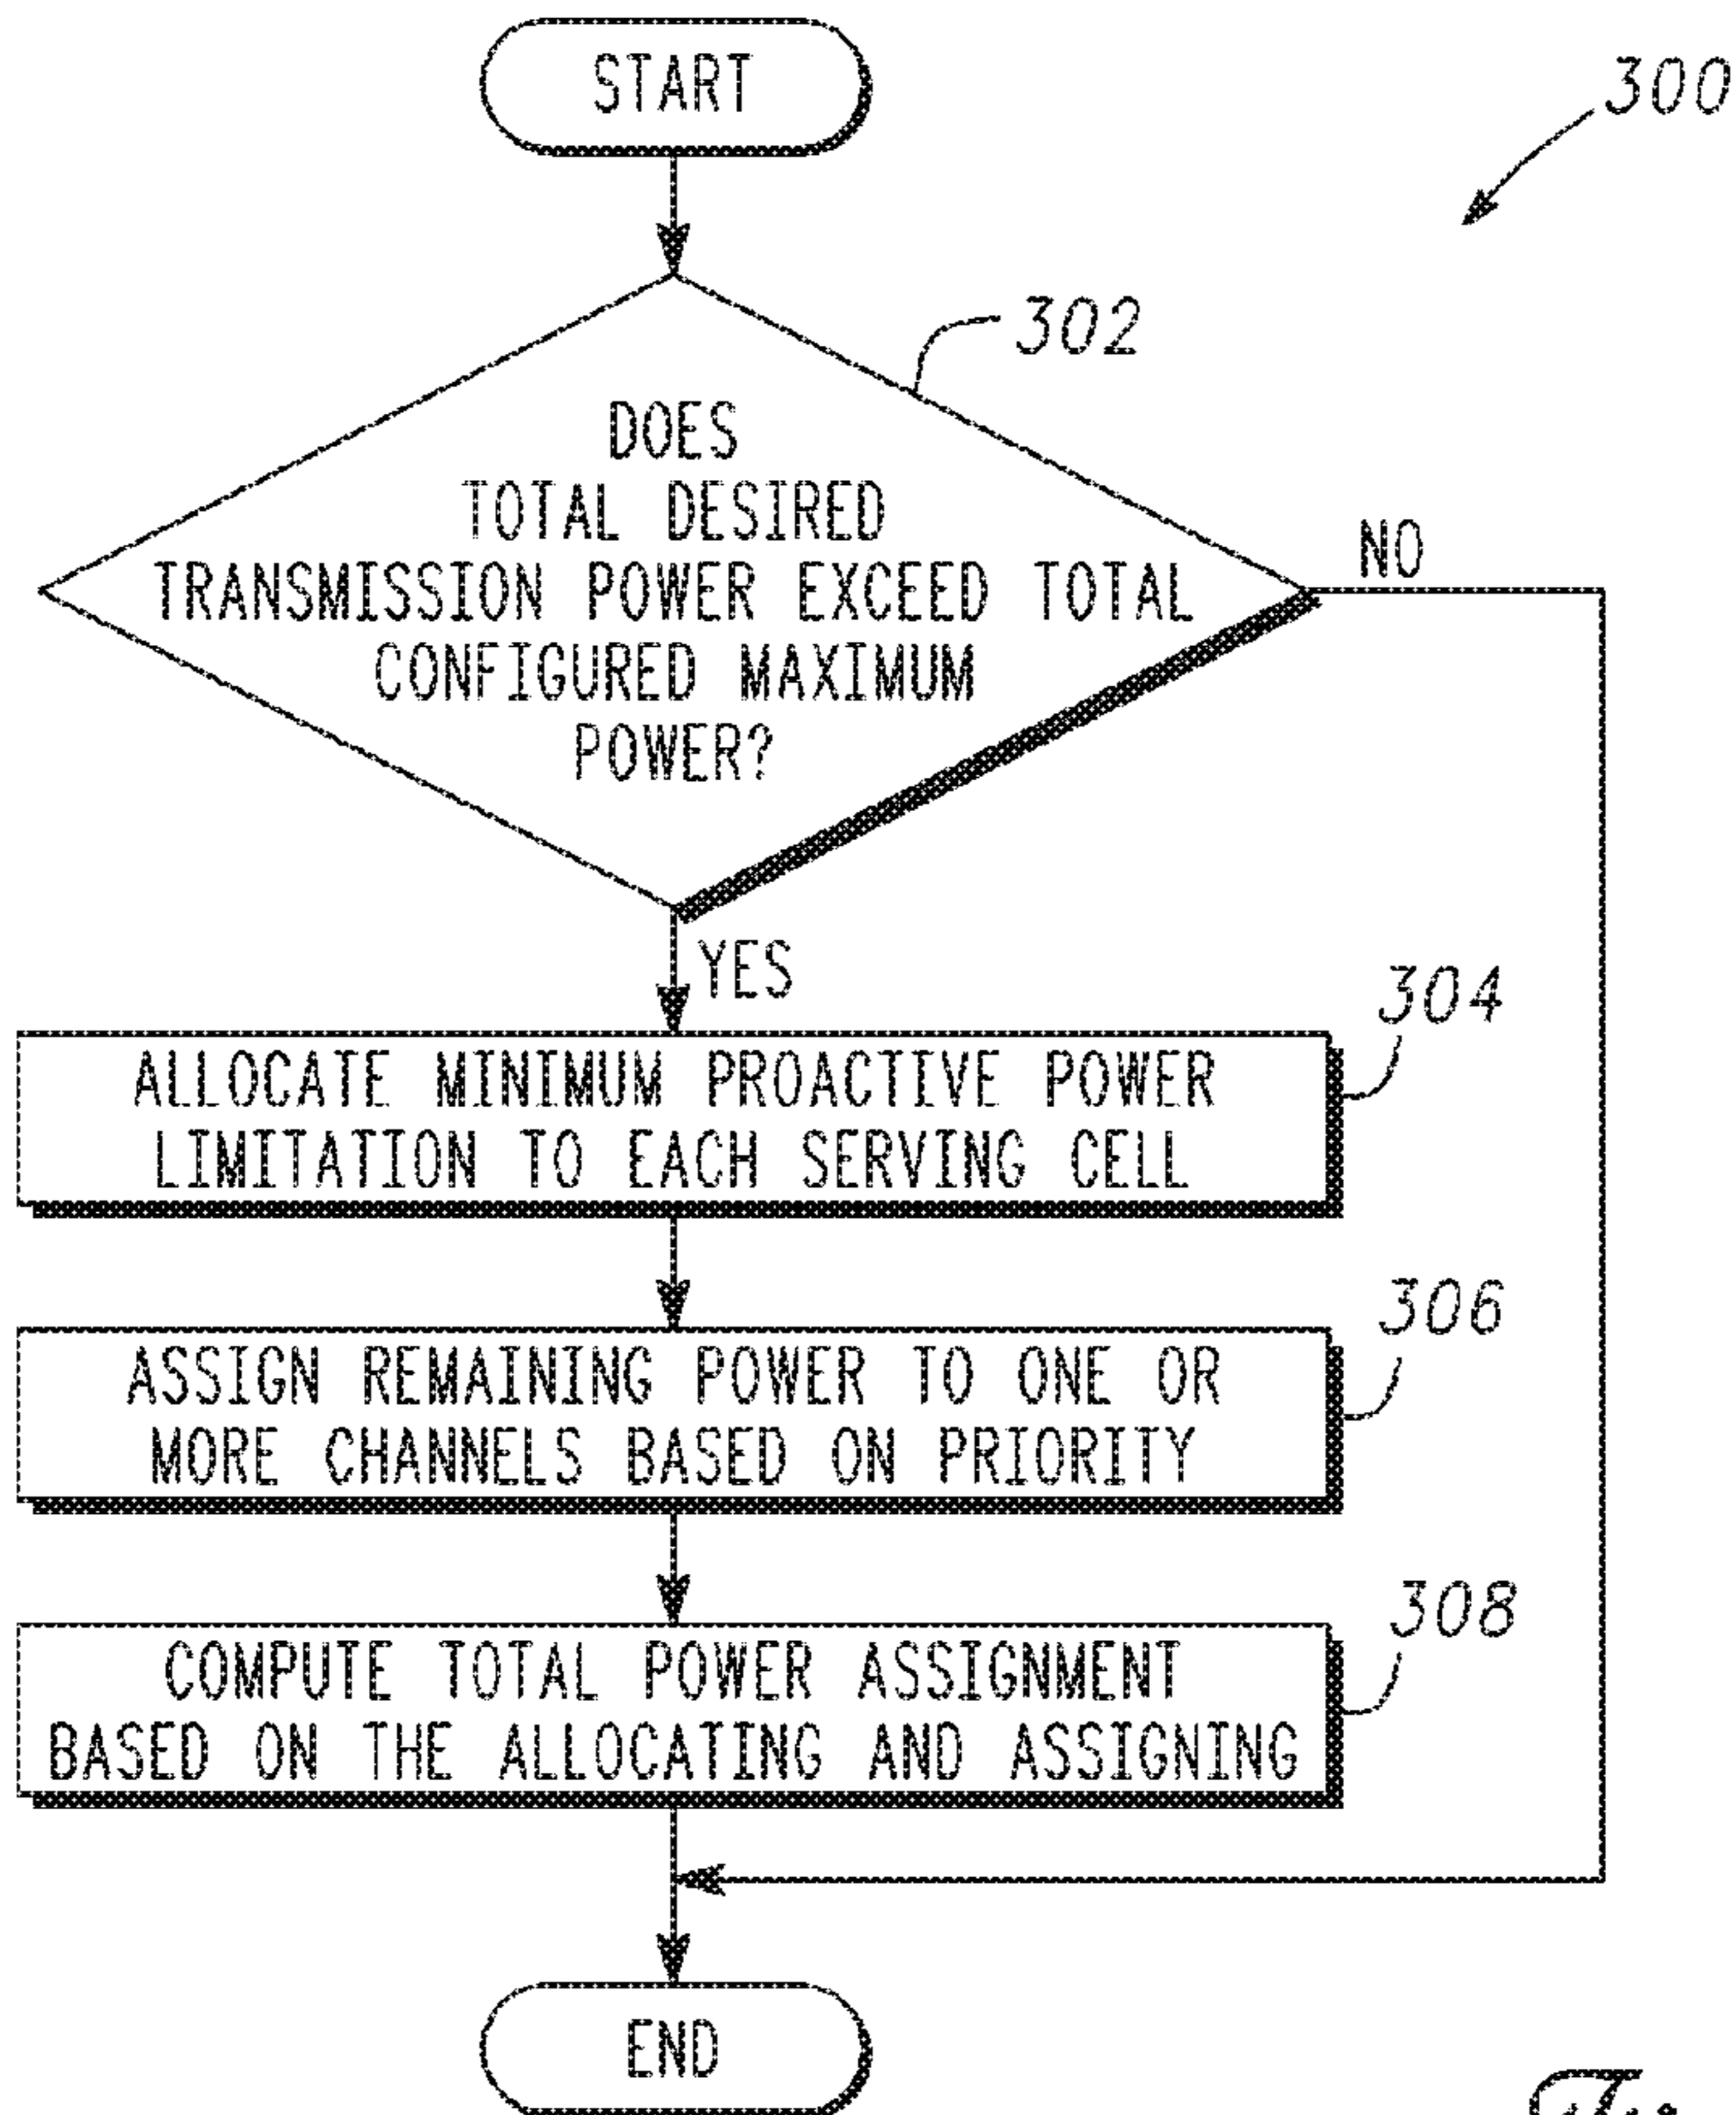 START
300
302
DOES
TOTAL DESIRED
TRANSMISSION POWER EXCEED TOTAL
CONFIGURED MAXIMUM
POWER?
NO
YES
304
ALLOCATE MINIMUM PROACTIVE POWER
LIMITATION TO EACH SERVING CELL
306
ASSIGN REMAINING POWER TO ONE OR
MORE CHANNELS BASED ON PRIORITY
308
COMPUTE TOTAL POWER ASSIGNMENT
BASED ON THE ALLOCATING AND ASSIGNING
END